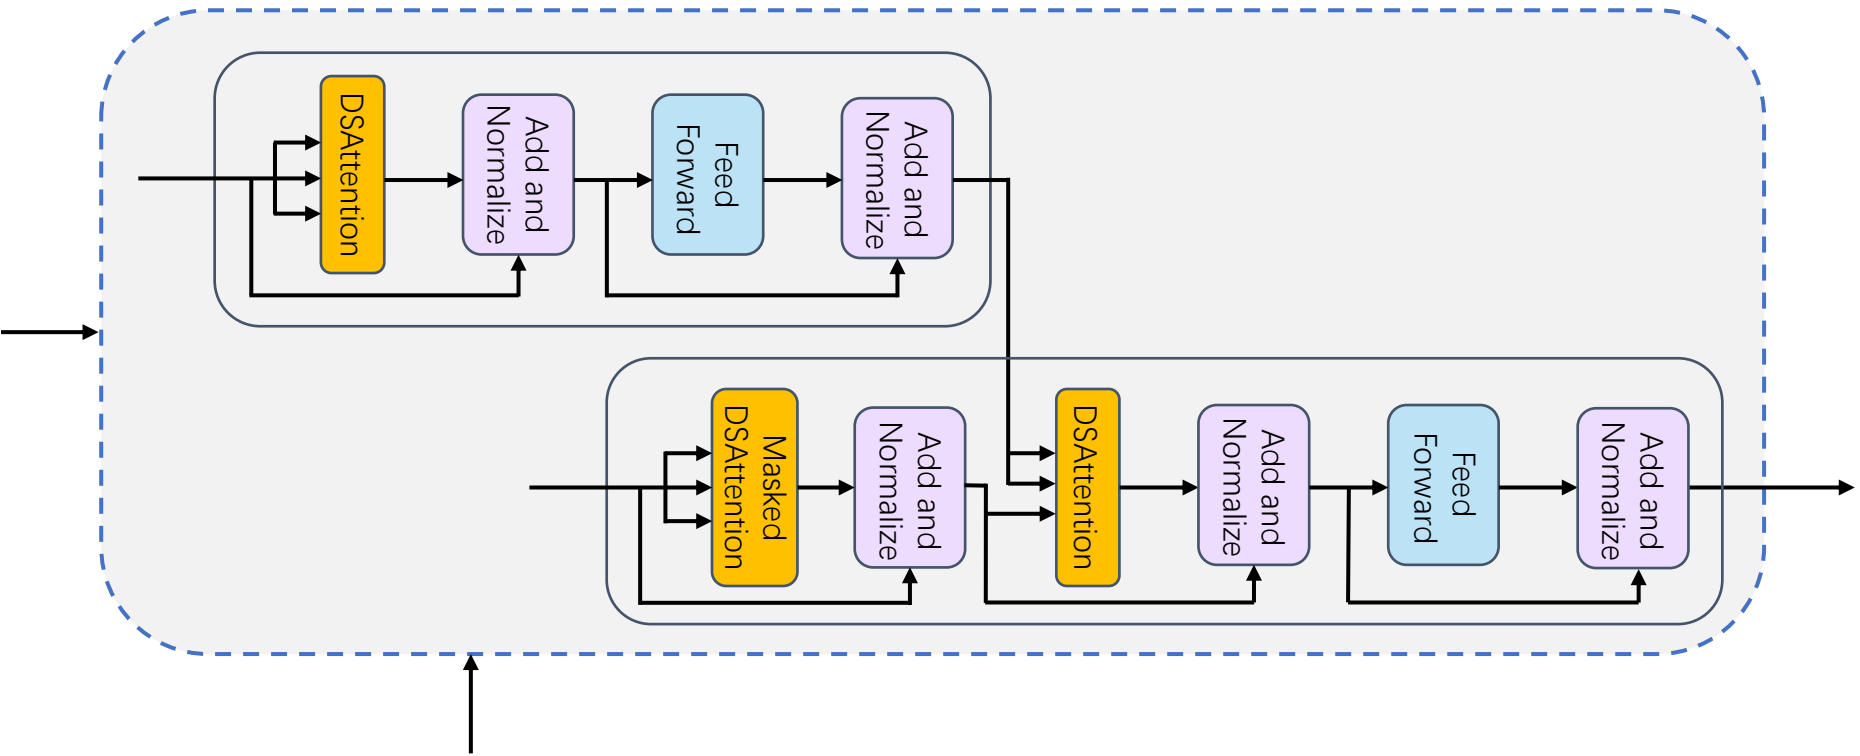 DSAttention
Add and
Normalize
Feed
Forward
Add and
Normalize
Masked
DSAttention
Add and
Normalize
DSAttention
Add and
Normalize
Feed
Forward
Add and
Normalize